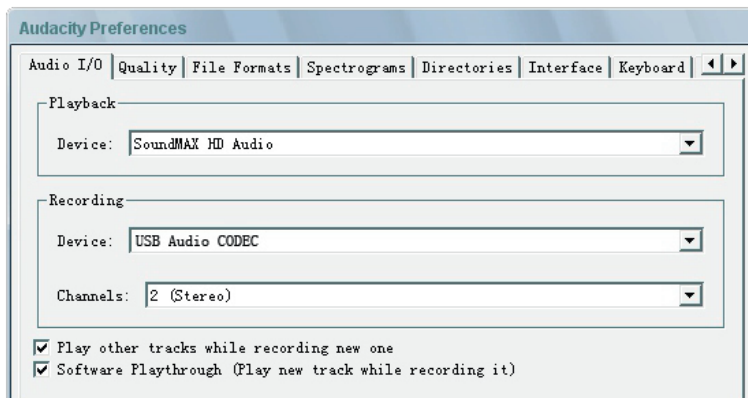 Audacity Preferences
Audio I/O Quality File Formats Spectrograms Directories Interface Keyboard
Playback
Device: SoundMAX HD Audio
Recording
Device: USB Audio CODEC
Channels: 2 (Stereo)
Play other tracks while recording new one
Software Playthrough (Play new track while recording it)